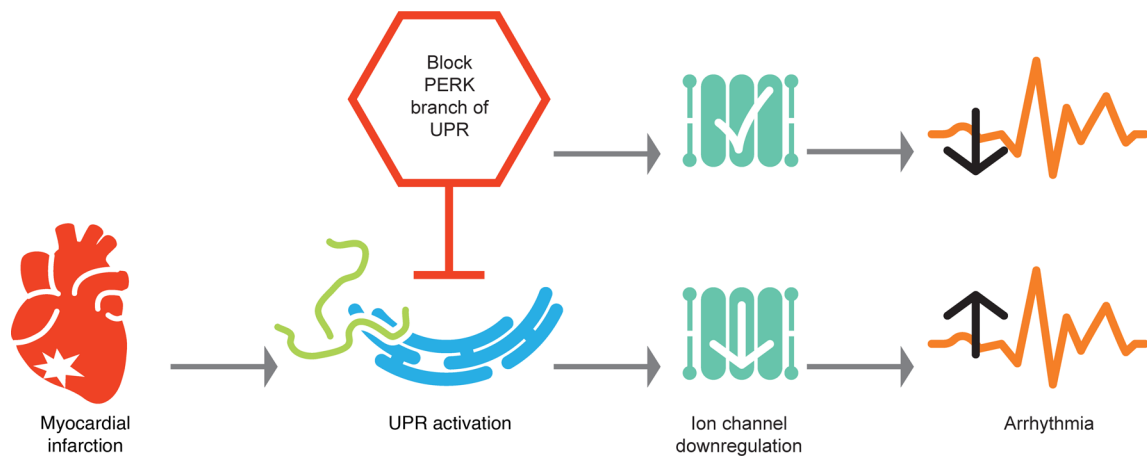 Block
PERK
branch of
UPR
Myocardial
infarction
UPR activation
Ion channel
downregulation
Arrhythmia